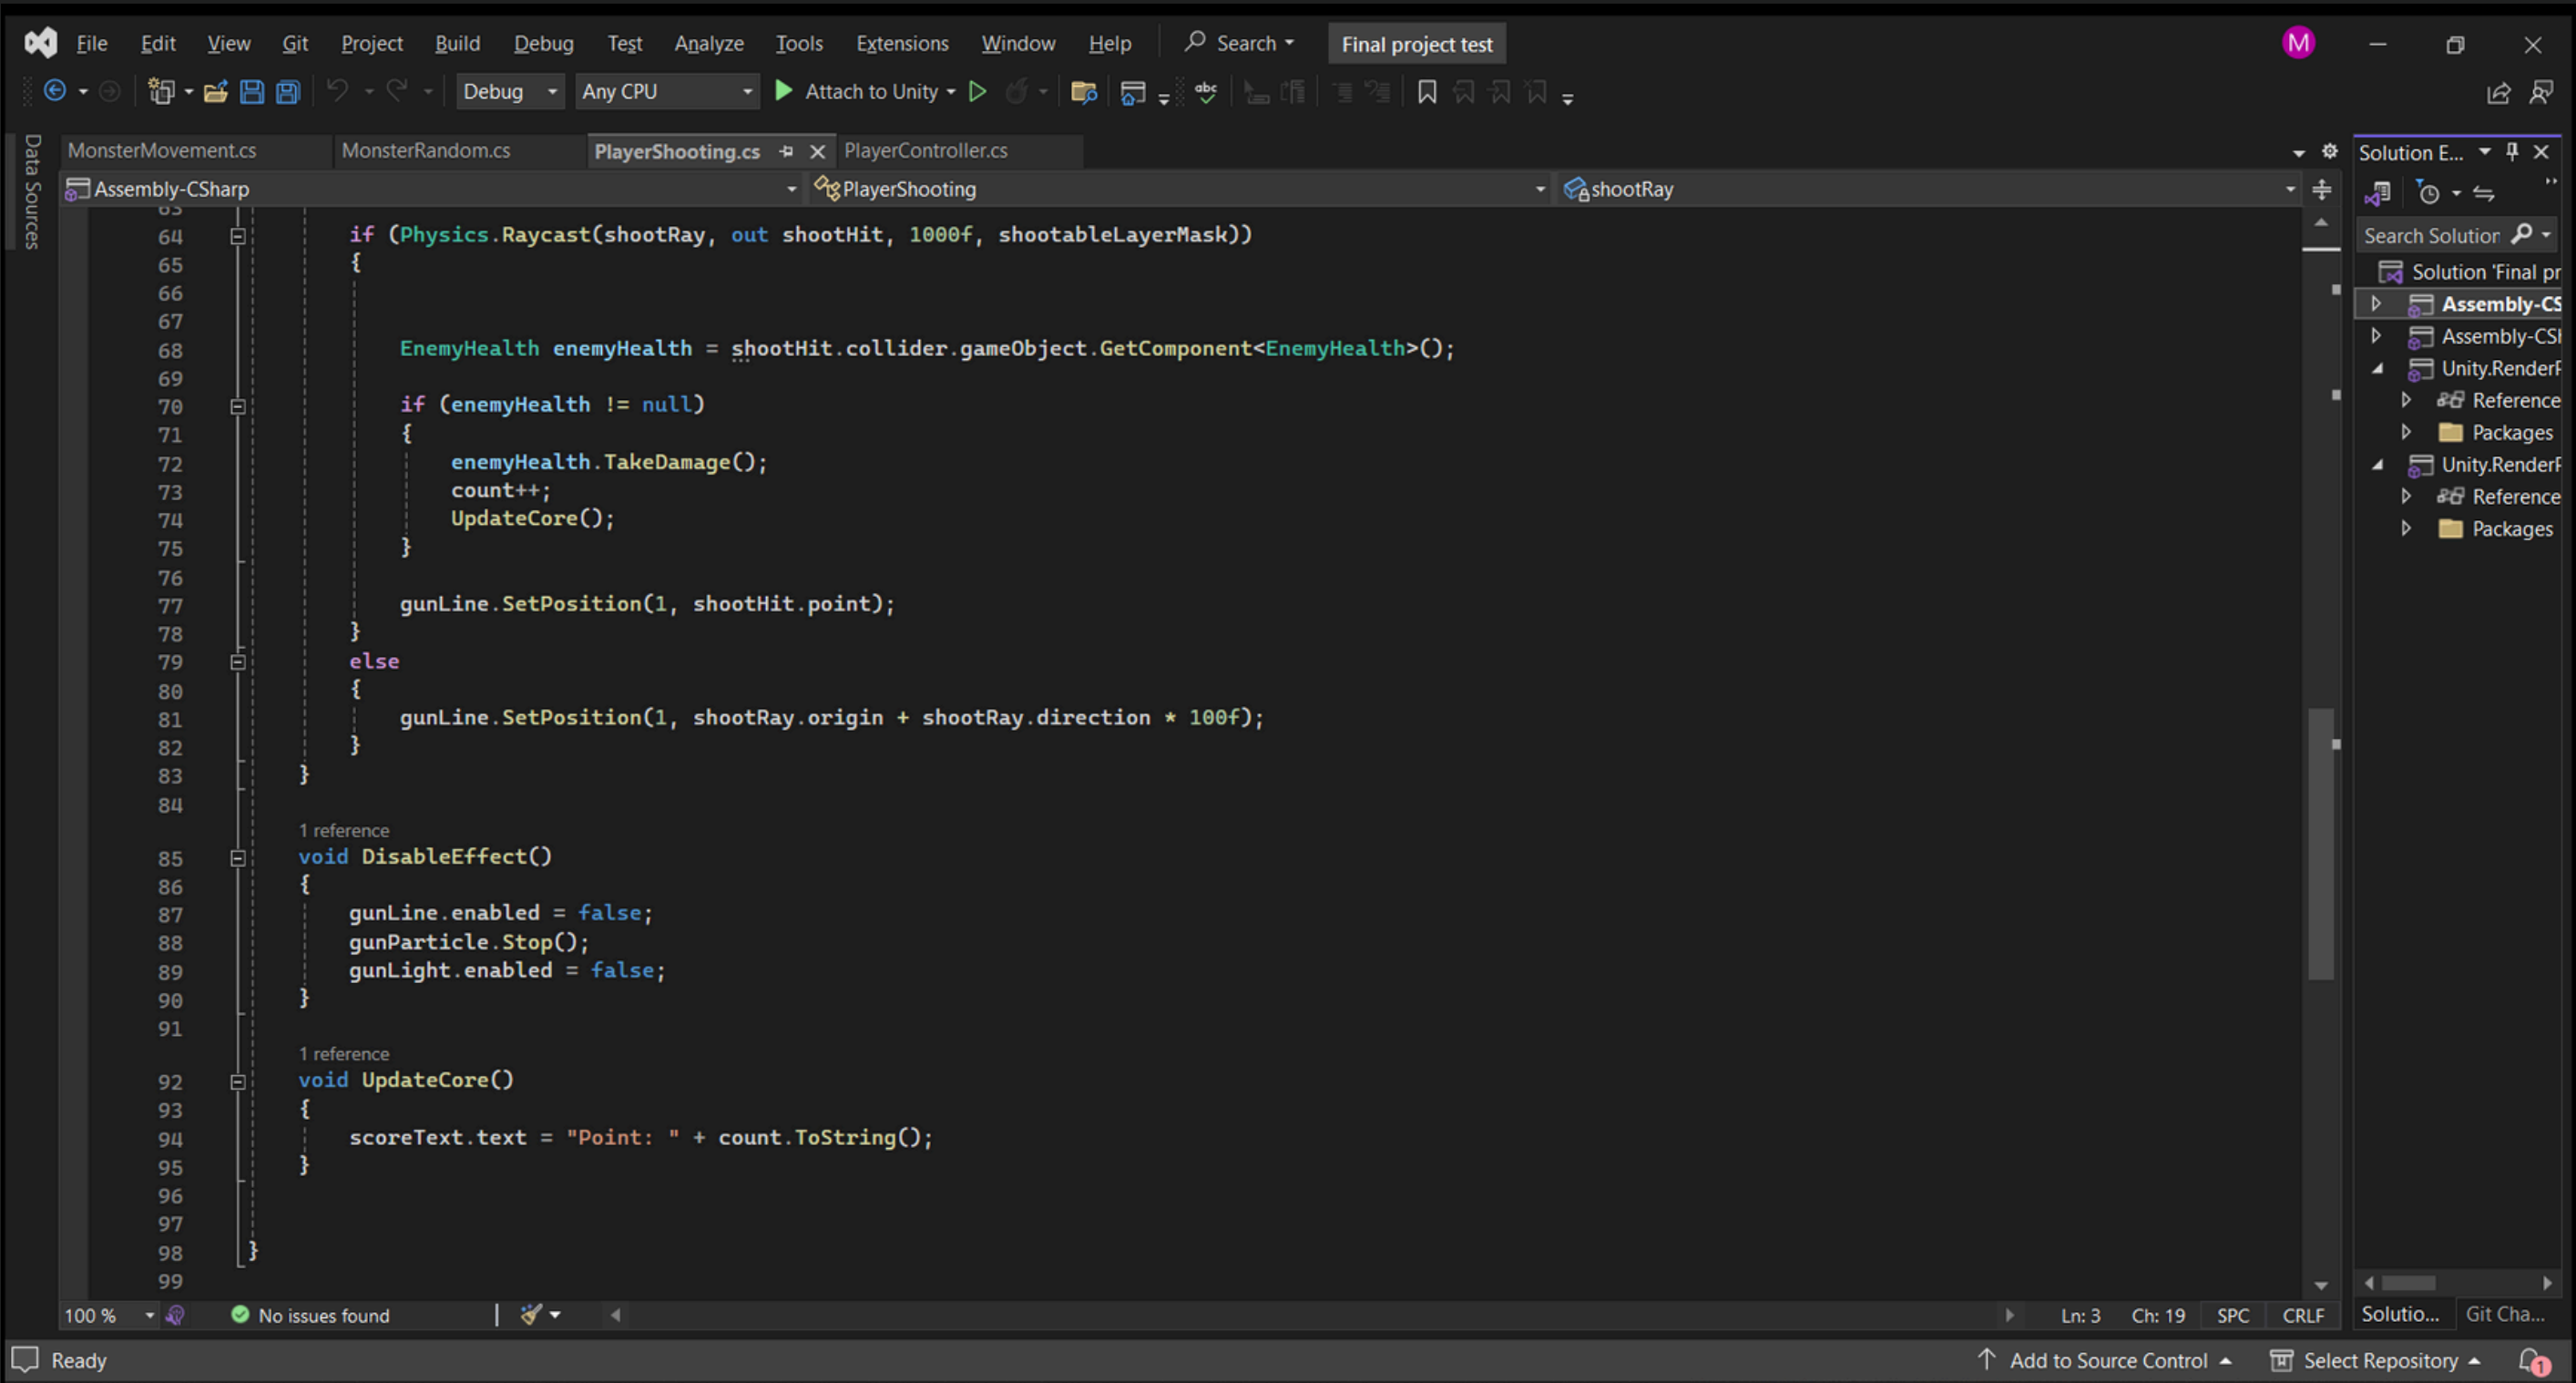 File Edit View Git Project Build Debug Test Analyze Tools Extensions Window Help Search Final project test M
Debug Any CPU Attach to Unity abc
Data Sources
MonsterMovement.cs MonsterRandom.cs PlayerShooting.cs PlayerController.cs
Assembly-CSharp PlayerShooting shootRay
63
64 if (Physics.Raycast(shootRay, out shootHit, 1000f, shootableLayerMask))
65 {
66
67
68 EnemyHealth enemyHealth = shootHit.collider.gameObject.GetComponent<EnemyHealth>();
69
70 if (enemyHealth != null)
71 {
72 enemyHealth.TakeDamage();
73 count++;
74 UpdateCore();
75 }
76
77 gunLine.SetPosition(1, shootHit.point);
78 }
79 else
80 {
81 gunLine.SetPosition(1, shootRay.origin + shootRay.direction * 100f);
82 }
83 }
84
1 reference
85 void DisableEffect()
86 {
87 gunLine.enabled = false;
88 gunParticle.Stop();
89 gunLight.enabled = false;
90 }
91
1 reference
92 void UpdateCore()
93 {
94 scoreText.text = "Point: " + count.ToString();
95 }
96
97
98 }
99
100 % No issues found Ln: 3 Ch: 19 SPC CRLF
Solution E...
Search Solution
Solution 'Final pr
Assembly-CS
Assembly-CSh
Unity.RenderP
Reference
Packages
Unity.RenderP
Reference
Packages
Solutio... Git Cha...
Ready Add to Source Control Select Repository 1